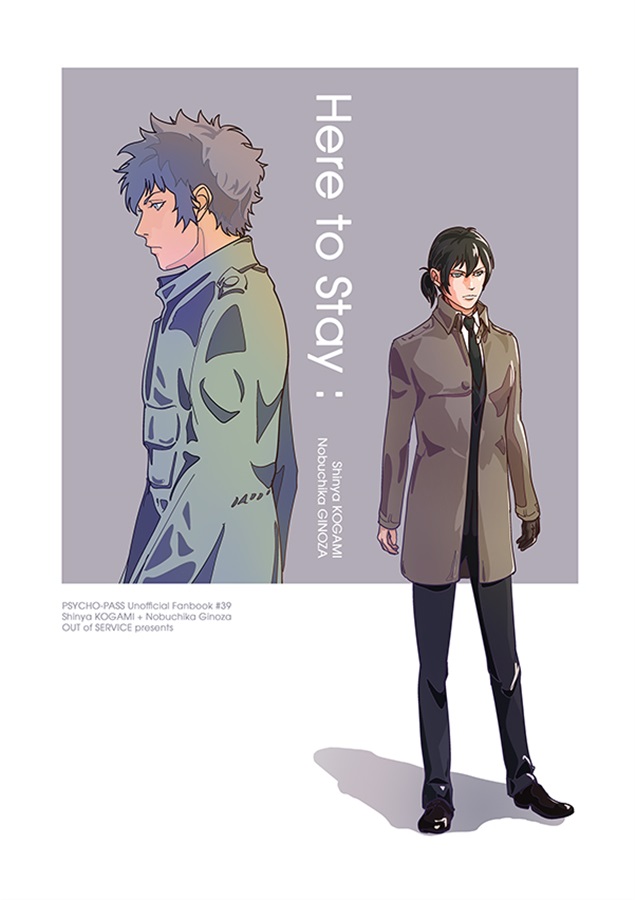 Here to Stay :
Shinya KOGAMI
Nobuchika GINOZA
PSYCHO-PASS Unofficial Fanbook #39
Shinya KOGAMI + Nobuchika Ginoza
OUT of SERVICE presents